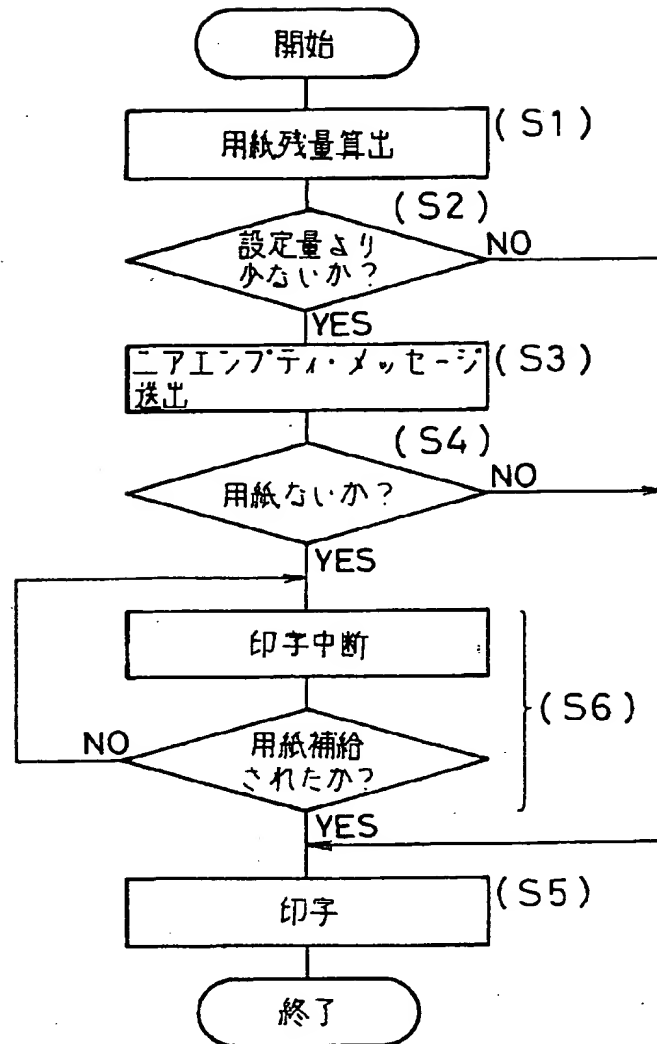 開始
用紙残量算出
(S1)
(S2)
設定量より
少ないか?
NO
YES
ニアエンプティ・メッセージ
送出
(S3)
(S4)
用紙ないか?
NO
YES
印字中断
(S6)
NO
用紙補給
されたか?
YES
印字
(S5)
終了